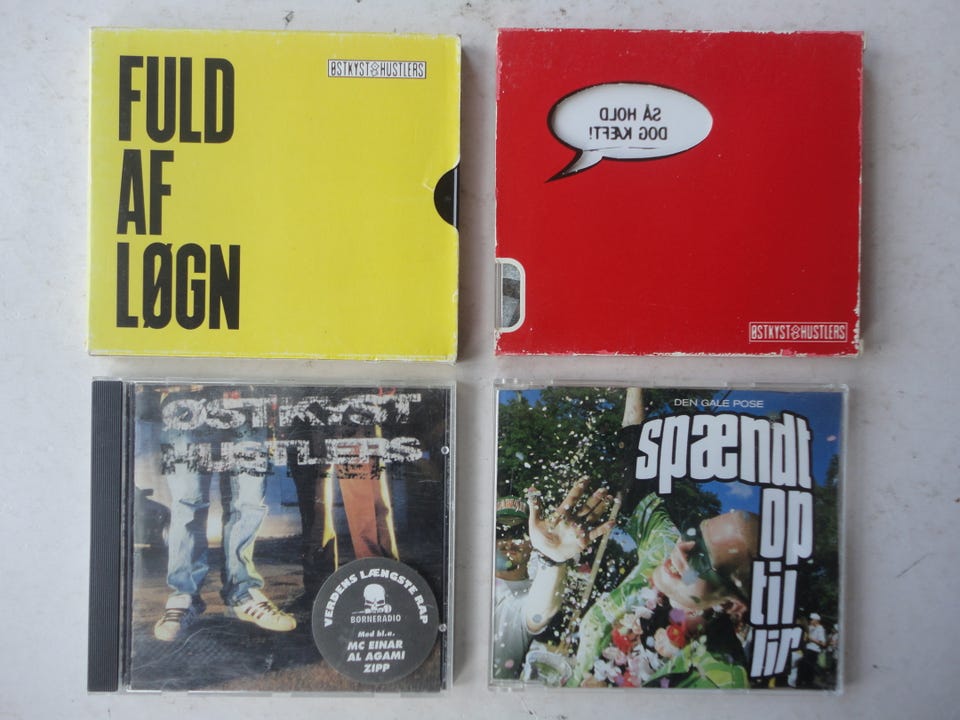 FULD
AF
LØGN
ØSTKYST HUSTLERS
SÅ HOLD
DOG KÆFT!
ØSTKYST HUSTLERS
ØSTKYST
HUSTLERS
VERDENS LÆNGSTE RAP
BORNERADIO
Med bl.a.
MC EINAR
AL AGAMI
ZIPP
DEN GALE POSE
spændt
op
til
lir